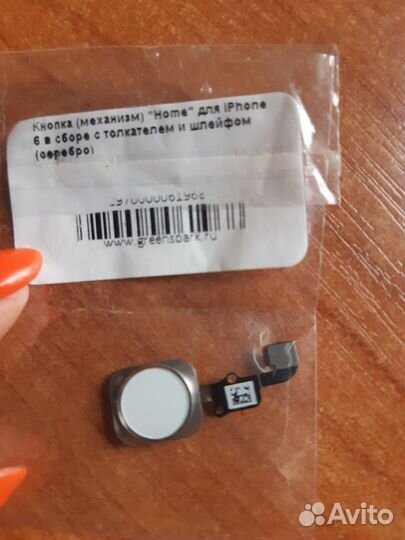 Кнопка (механизм) "Home" для iPhone
6 в сборе с толкателем и шлейфом
(серебро)
www.greenspark.ru
Avito